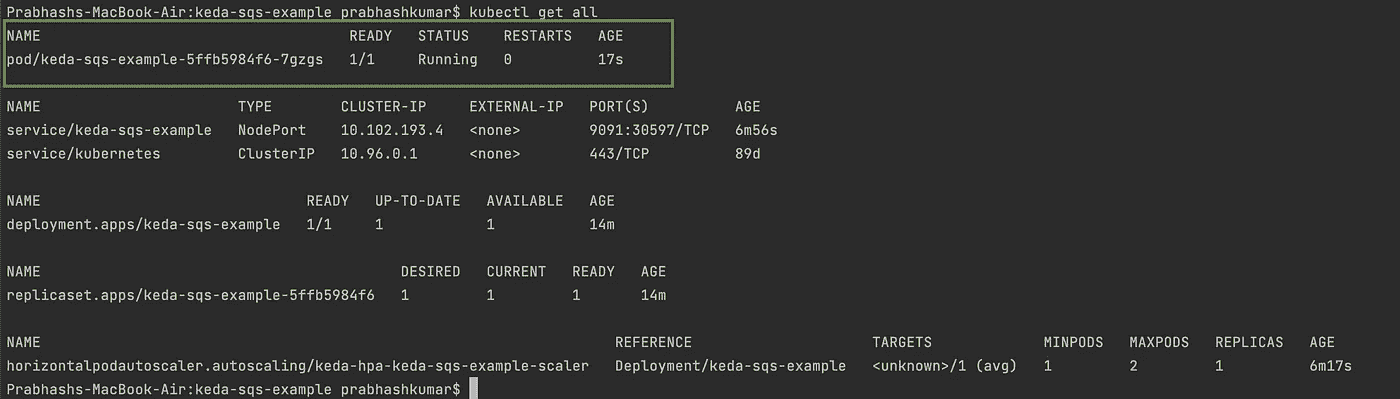 Prabhashs-MacBook-Air:keda-sqs-example prabhashkumar$ kubectl get all
NAME READY STATUS RESTARTS AGE
pod/keda-sqs-example-5ffb5984f6-7gzgs 1/1 Running 0 17s
NAME TYPE CLUSTER-IP EXTERNAL-IP PORT(S) AGE
service/keda-sqs-example NodePort 10.102.193.4 <none> 9091:30597/TCP 6m56s
service/kubernetes ClusterIP 10.96.0.1 <none> 443/TCP 89d
NAME READY UP-TO-DATE AVAILABLE AGE
deployment.apps/keda-sqs-example 1/1 1 1 14m
NAME DESIRED CURRENT READY AGE
replicaset.apps/keda-sqs-example-5ffb5984f6 1 1 1 14m
NAME REFERENCE TARGETS MINPODS MAXPODS REPLICAS AGE
horizontalpodautoscaler.autoscaling/keda-hpa-keda-sqs-example-scaler Deployment/keda-sqs-example <unknown>/1 (avg) 1 2 1 6m17s
Prabhashs-MacBook-Air:keda-sqs-example prabhashkumar$